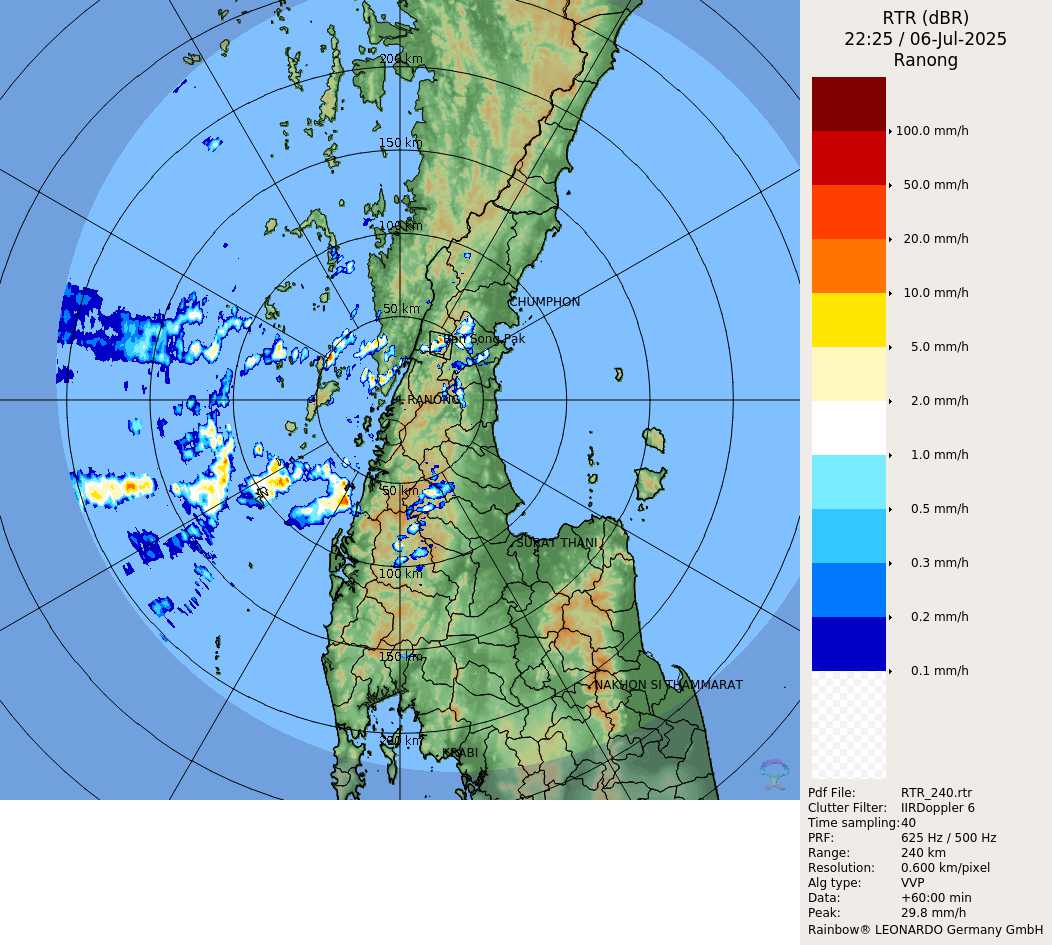 RTR (dBR)
22:25 / 06-Jul-2025
Ranong
200 km
150 km
100 km
50 km
CHUMPHON
Ban Song Pak
RANONG
50 km
SURAT THANI
100 km
150 km
NAKHON SI THAMMARAT
200 km
KRABI
100.0 mm/h
50.0 mm/h
20.0 mm/h
10.0 mm/h
5.0 mm/h
2.0 mm/h
1.0 mm/h
0.5 mm/h
0.3 mm/h
0.2 mm/h
0.1 mm/h
Pdf File: RTR_240.rtr
Clutter Filter: IIRDoppler 6
Time sampling: 40
PRF: 625 Hz / 500 Hz
Range: 240 km
Resolution: 0.600 km/pixel
Alg type: VVP
Data: +60:00 min
Peak: 29.8 mm/h
Rainbow® LEONARDO Germany GmbH